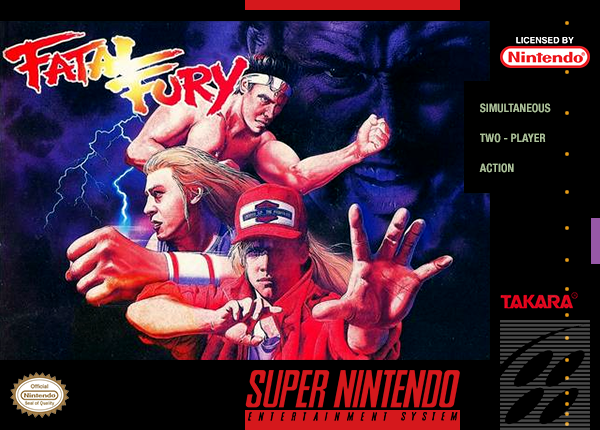 FATAL
FURY
LICENSED BY
Nintendo®
SIMULTANEOUS
TWO - PLAYER
ACTION
TAKARA®
Official
Nintendo
Seal of Quality
SUPER NINTENDO
ENTERTAINMENT SYSTEM